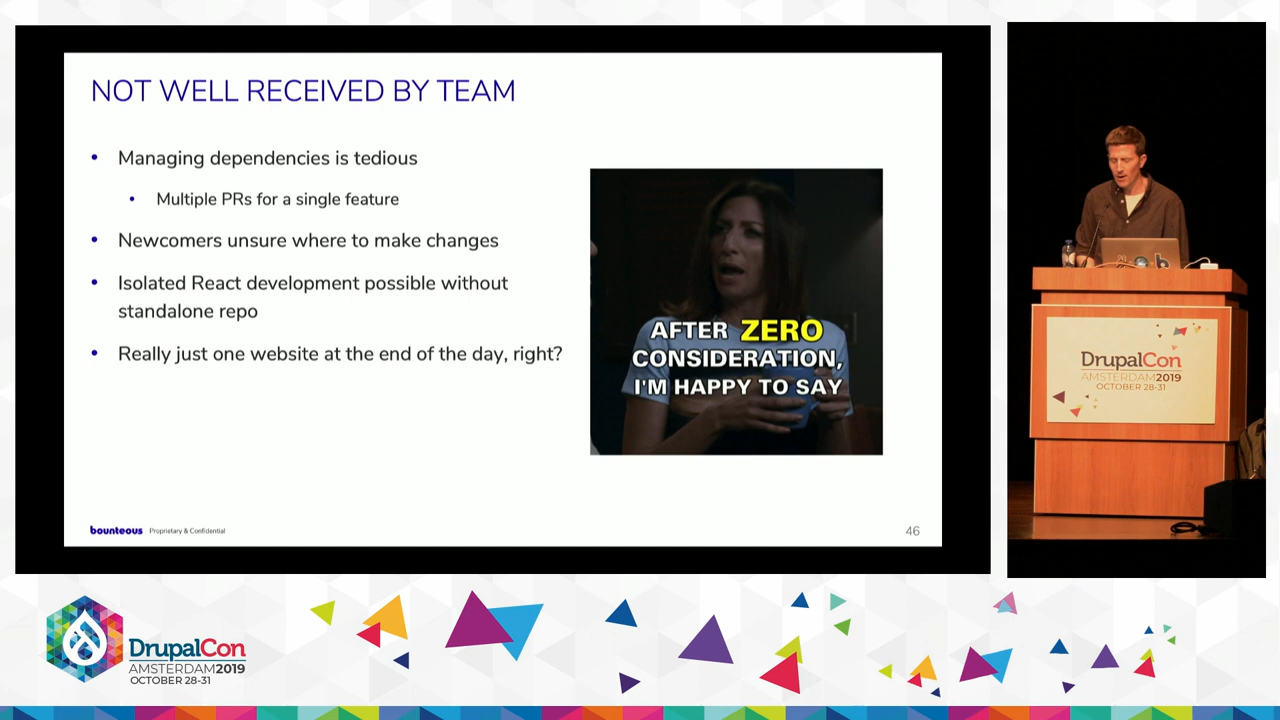 NOT WELL RECEIVED BY TEAM
• Managing dependencies is tedious
• Multiple PRs for a single feature
• Newcomers unsure where to make changes
• Isolated React development possible without
standalone repo
• Really just one website at the end of the day, right?
AFTER ZERO
CONSIDERATION,
I'M HAPPY TO SAY
bounteous Proprietary & Confidential
46
DrupalCon
AMSTERDAM2019
OCTOBER 28-31
DrupalCon
AMSTERDAM2019
OCTOBER 28-31